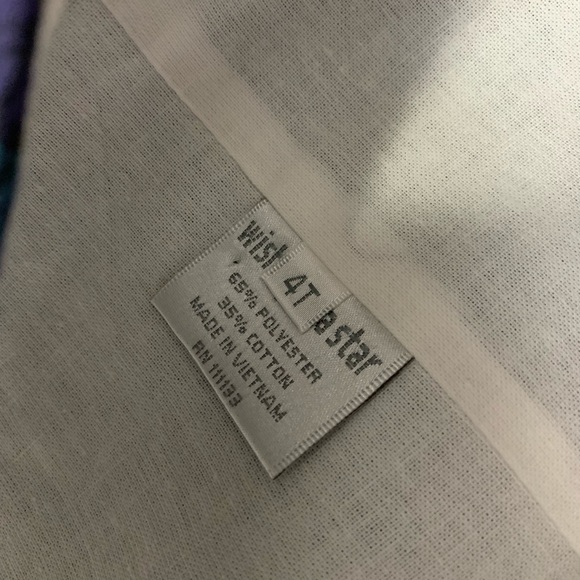 wish a star
4T
65% POLYESTER
35% COTTON
MADE IN VIETNAM
RN 111133